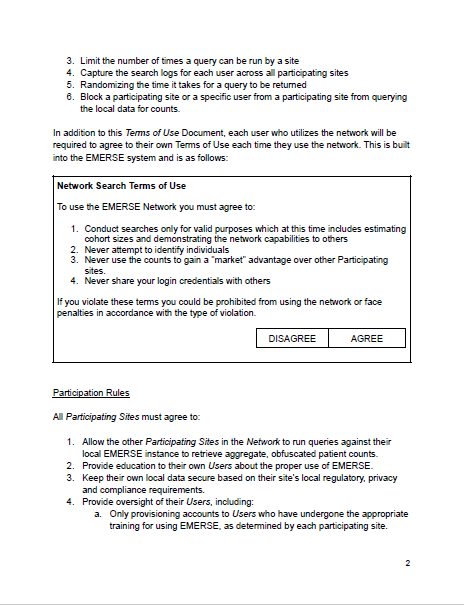 3. Limit the number of times a query can be run by a site
4. Capture the search logs for each user across all participating sites
5. Randomizing the time it takes for a query to be returned
6. Block a participating site or a specific user from a participating site from querying
the local data for counts.
In addition to this Terms of Use Document, each user who utilizes the network will be
required to agree to their own Terms of Use each time they use the network. This is built
into the EMERSE system and is as follows:
Network Search Terms of Use
To use the EMERSE Network you must agree to:
1. Conduct searches only for valid purposes which at this time includes estimating
cohort sizes and demonstrating the network capabilities to others
2. Never attempt to identify individuals
3. Never use the counts to gain a "market" advantage over other Participating
sites.
4. Never share your login credentials with others
If you violate these terms you could be prohibited from using the network or face
penalties in accordance with the type of violation.
DISAGREE AGREE
Participation Rules
All Participating Sites must agree to:
1. Allow the other Participating Sites in the Network to run queries against their
local EMERSE instance to retrieve aggregate, obfuscated patient counts.
2. Provide education to their own Users about the proper use of EMERSE.
3. Keep their own local data secure based on their site's local regulatory, privacy
and compliance requirements.
4. Provide oversight of their Users, including:
a. Only provisioning accounts to Users who have undergone the appropriate
training for using EMERSE, as determined by each participating site.
2